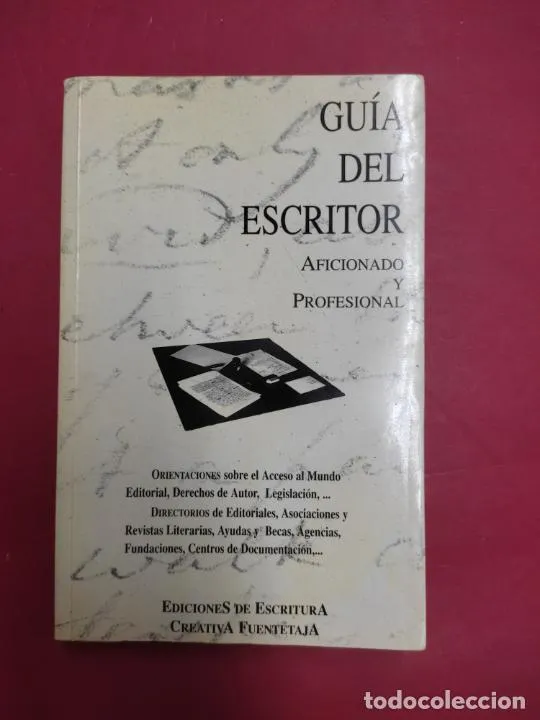 GUÍA
DEL
ESCRITOR
AFICIONADO
Y
PROFESIONAL
ORIENTACIONES sobre el Acceso al Mundo
Editorial, Derechos de Autor, Legislación, ...
DIRECTORIOS de Editoriales, Asociaciones y
Revistas Literarias, Ayudas y Becas, Agencias,
Fundaciones, Centros de Documentación,...
EDICIONES DE ESCRITURA
CREATIVA FUENTETAJA
todocoleccion